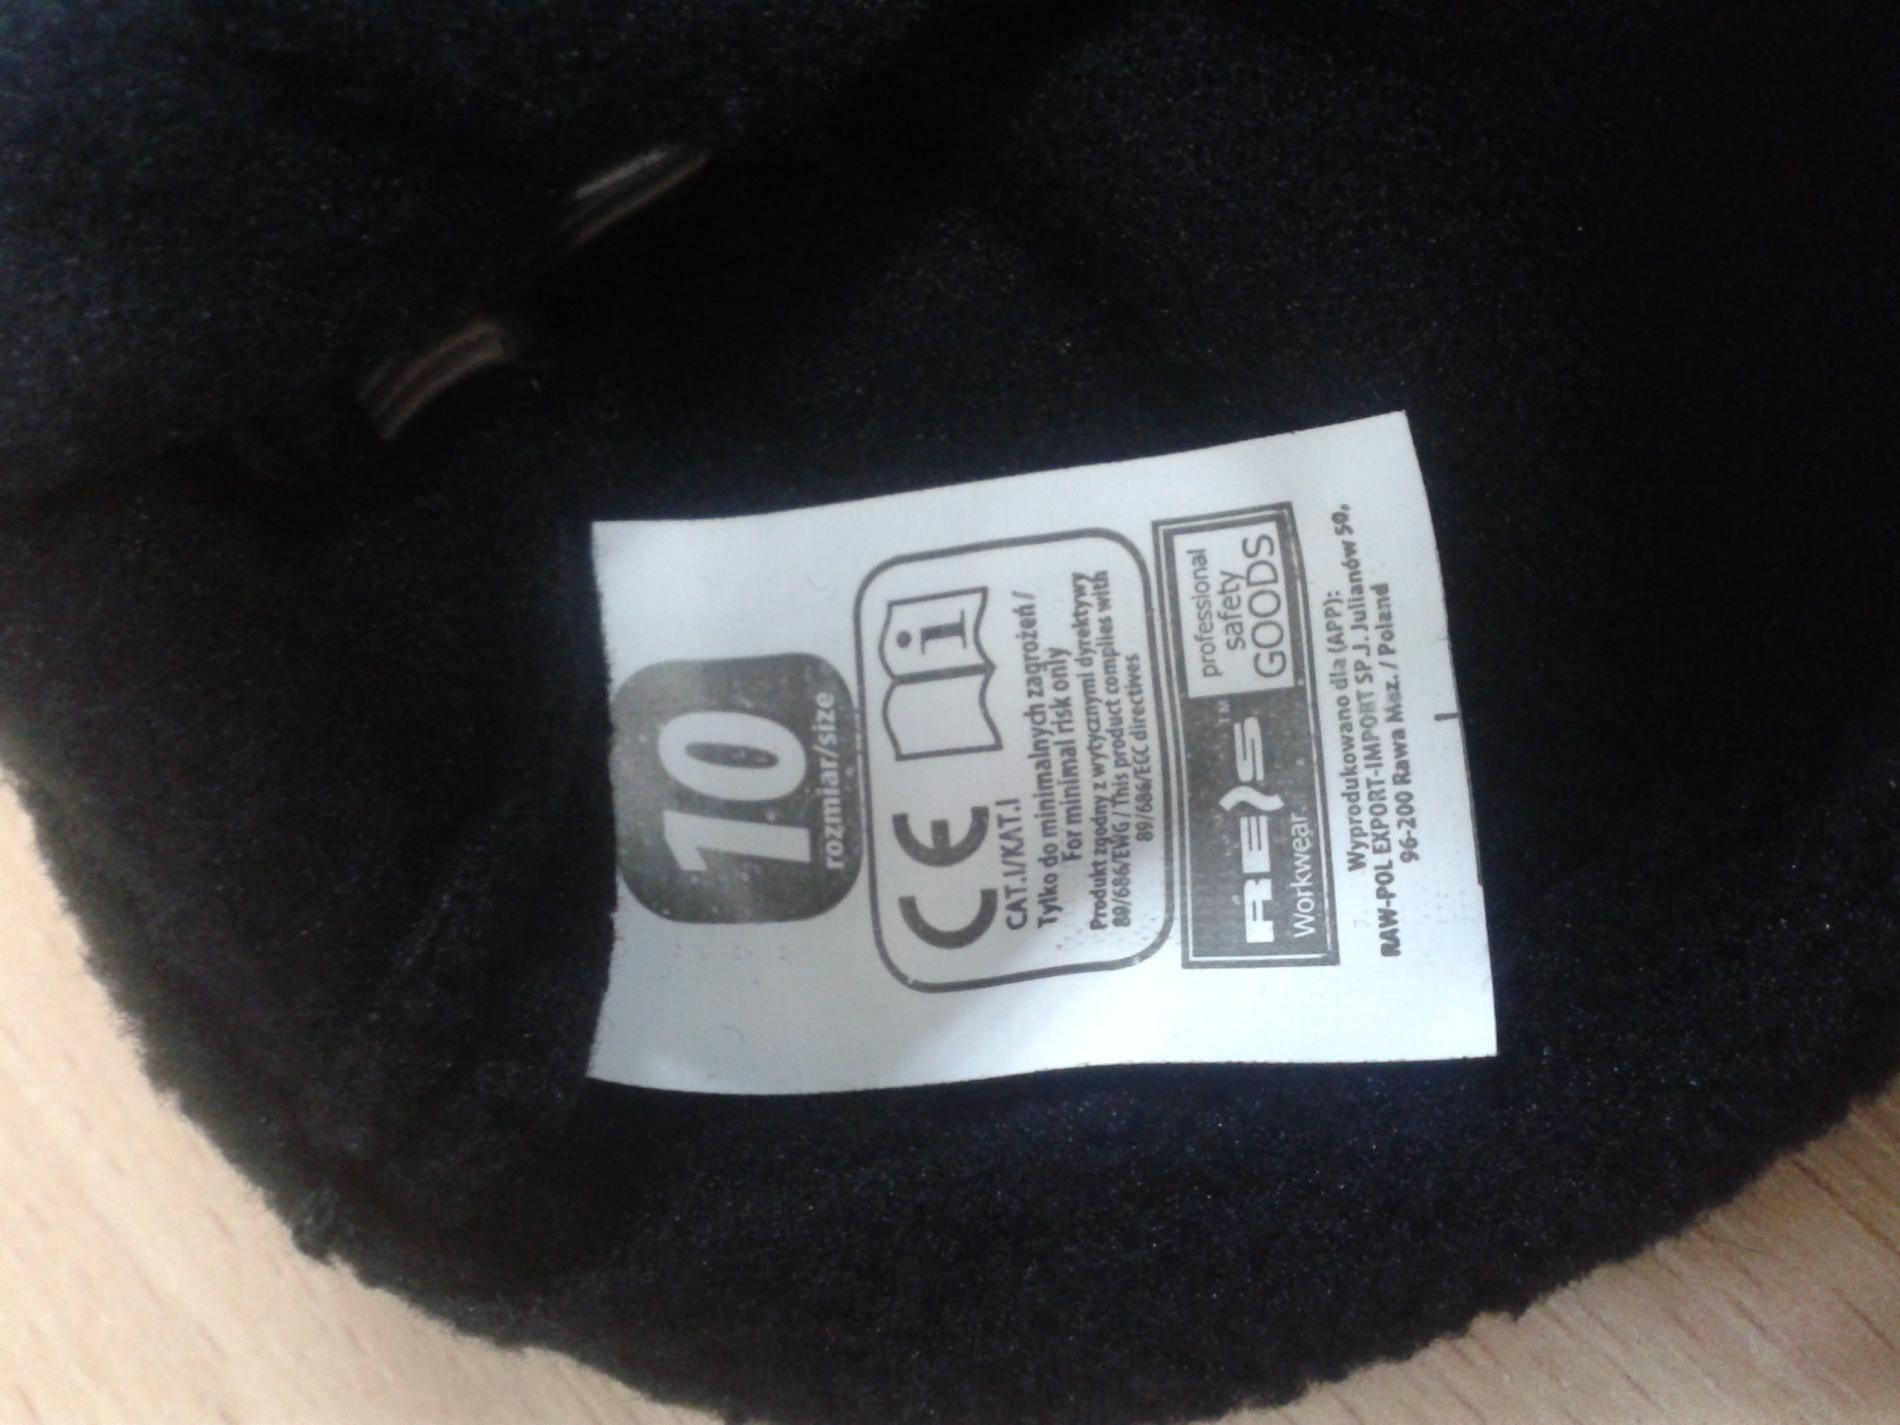 10
rozmiar/size
CE
i
CAT.I/KAT.I
Tylko do minimalnych zagrożeń /
For minimal risk only
Produkt zgodny z wytycznymi dyrektywy
89/686/EWG / This product complies with
89/686/ECC directives
REIS™
Workwear
professional
safety
GOODS
Wyprodukowano dla (APP):
RAW-POL EXPORT-IMPORT SP.J. Julianów 50,
96-200 Rawa Maz. / Poland